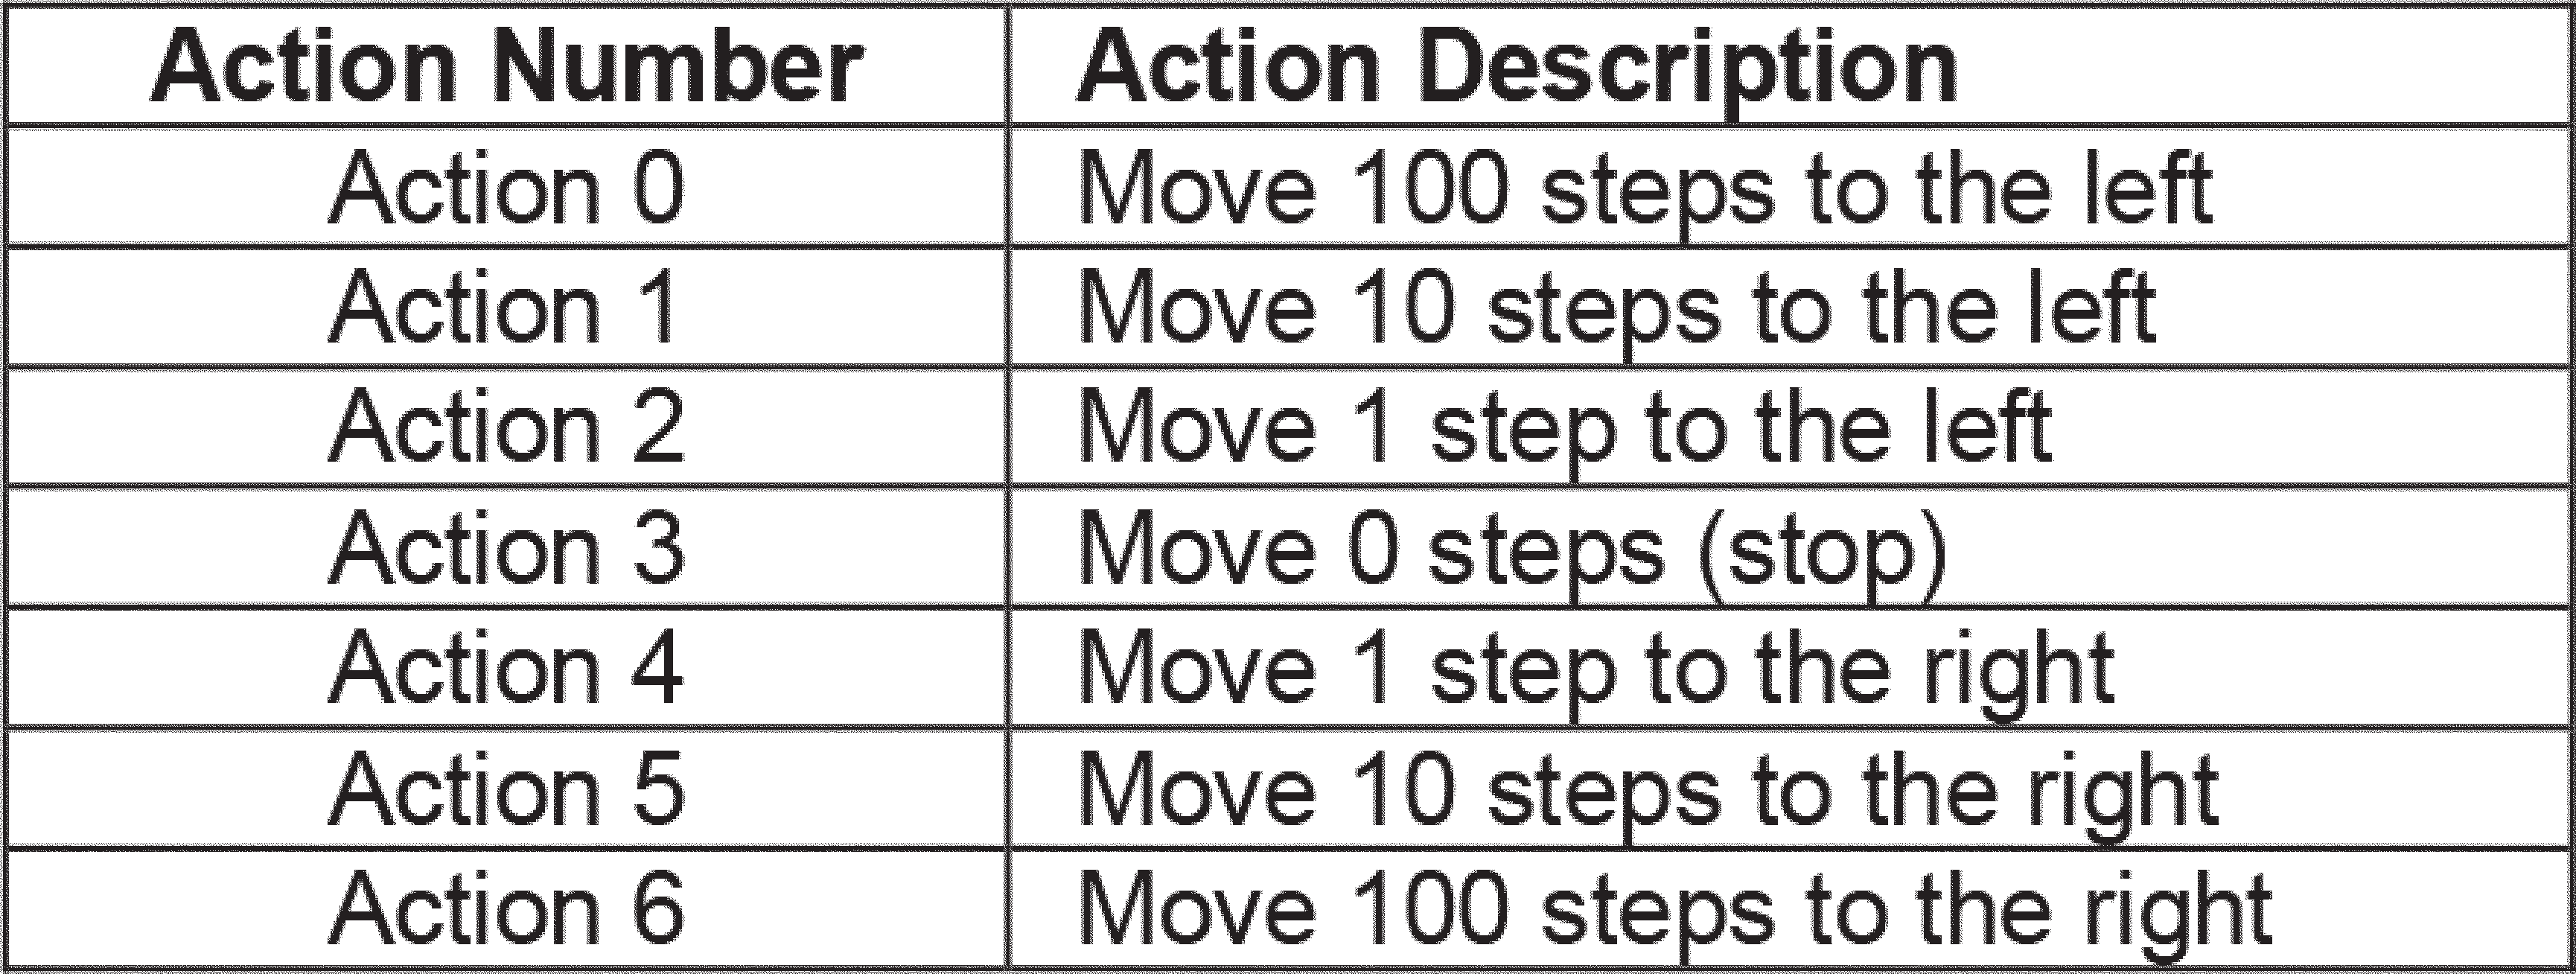 Action Number Action Description
Action 0 Move 100 steps to the left
Action 1 Move 10 steps to the left
Action 2 Move 1 step to the left
Action 3 Move 0 steps (stop)
Action 4 Move 1 step to the right
Action 5 Move 10 steps to the right
Action 6 Move 100 steps to the right